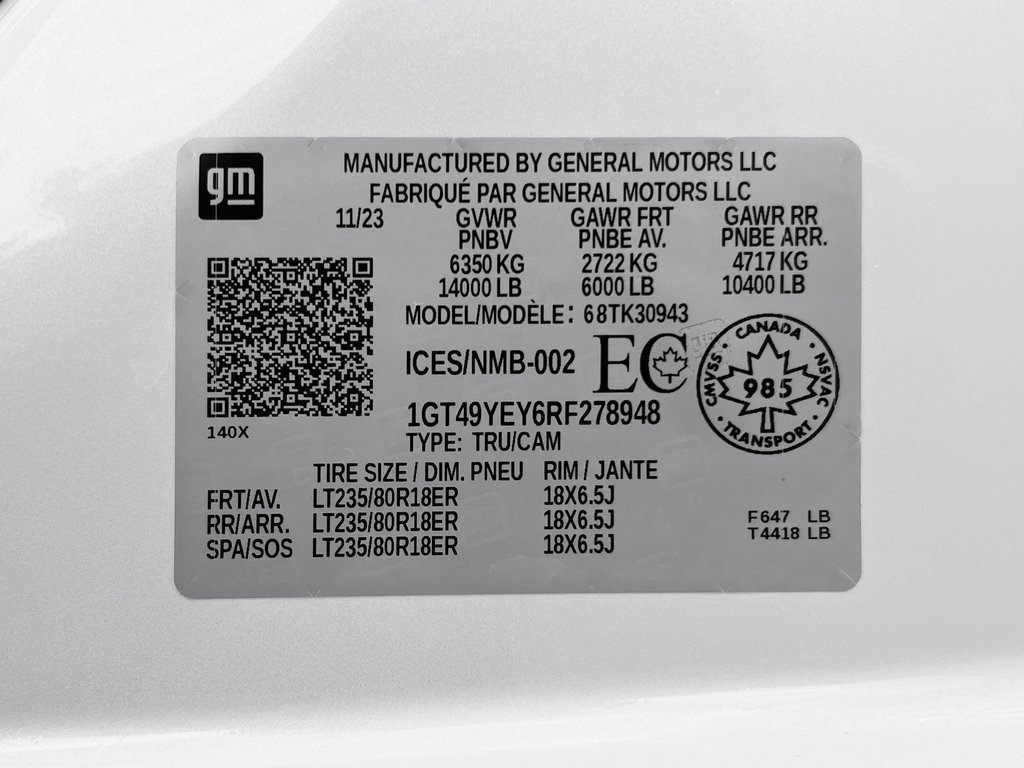 gm
MANUFACTURED BY GENERAL MOTORS LLC
FABRIQUÉ PAR GENERAL MOTORS LLC
11/23 GVWR GAWR FRT GAWR RR
PNBV PNBE AV. PNBE ARR.
6350 KG 2722 KG 4717 KG
14000 LB 6000 LB 10400 LB
MODEL/MODÈLE: 68TK30943
ICES/NMB-002 EC
CANADA
CMVSS 985 NSVAC
TRANSPORT
1GT49YEY6RF278948
140X
TYPE: TRU/CAM
TIRE SIZE / DIM. PNEU RIM / JANTE
FRT/AV. LT235/80R18ER 18X6.5J
RR/ARR. LT235/80R18ER 18X6.5J
SPA/SOS LT235/80R18ER 18X6.5J
F647 LB
T4418 LB